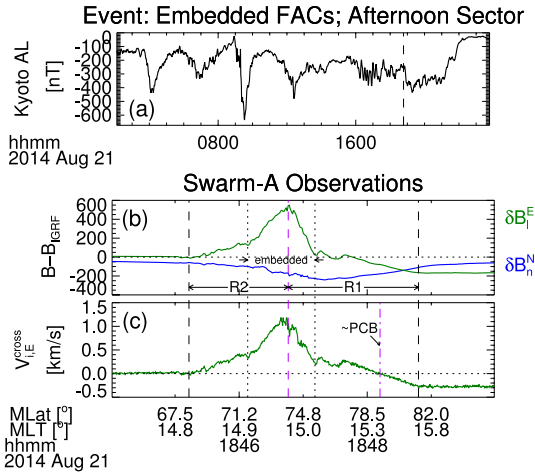 Event: Embedded FACs; Afternoon Sector
Kyoto AL
[nT]
-0
-100
-200
-300
-400
-500
-600
(a)
hhmm
0800
1600
2014 Aug 21
Swarm-A Observations
B-B_IGRF
600
400
200
0
-200
-400
(b)
embedded
R2
R1
δB_l^E
δB_n^N
V_i,E^cross
[km/s]
1.5
1.0
0.5
0.0
-0.5
(c)
~PCB
MLat [°]
67.5
71.2
74.8
78.5
82.0
MLT [°]
14.8
14.9
15.0
15.3
15.8
hhmm
1846
1848
2014 Aug 21